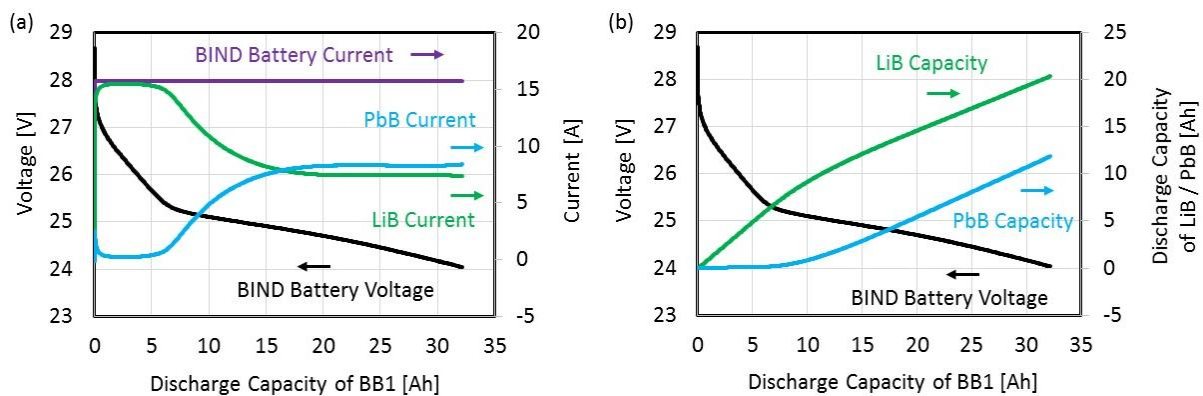 (a)
29
28
27
26
25
24
23
Voltage [V]
BIND Battery Current
PbB Current
LiB Current
BIND Battery Voltage
20
15
10
5
0
-5
Current [A]
0 5 10 15 20 25 30 35
Discharge Capacity of BB1 [Ah]
(b)
29
28
27
26
25
24
23
Voltage [V]
LiB Capacity
PbB Capacity
BIND Battery Voltage
25
20
15
10
5
0
-5
Discharge Capacity
of LiB / PbB [Ah]
0 5 10 15 20 25 30 35
Discharge Capacity of BB1 [Ah]